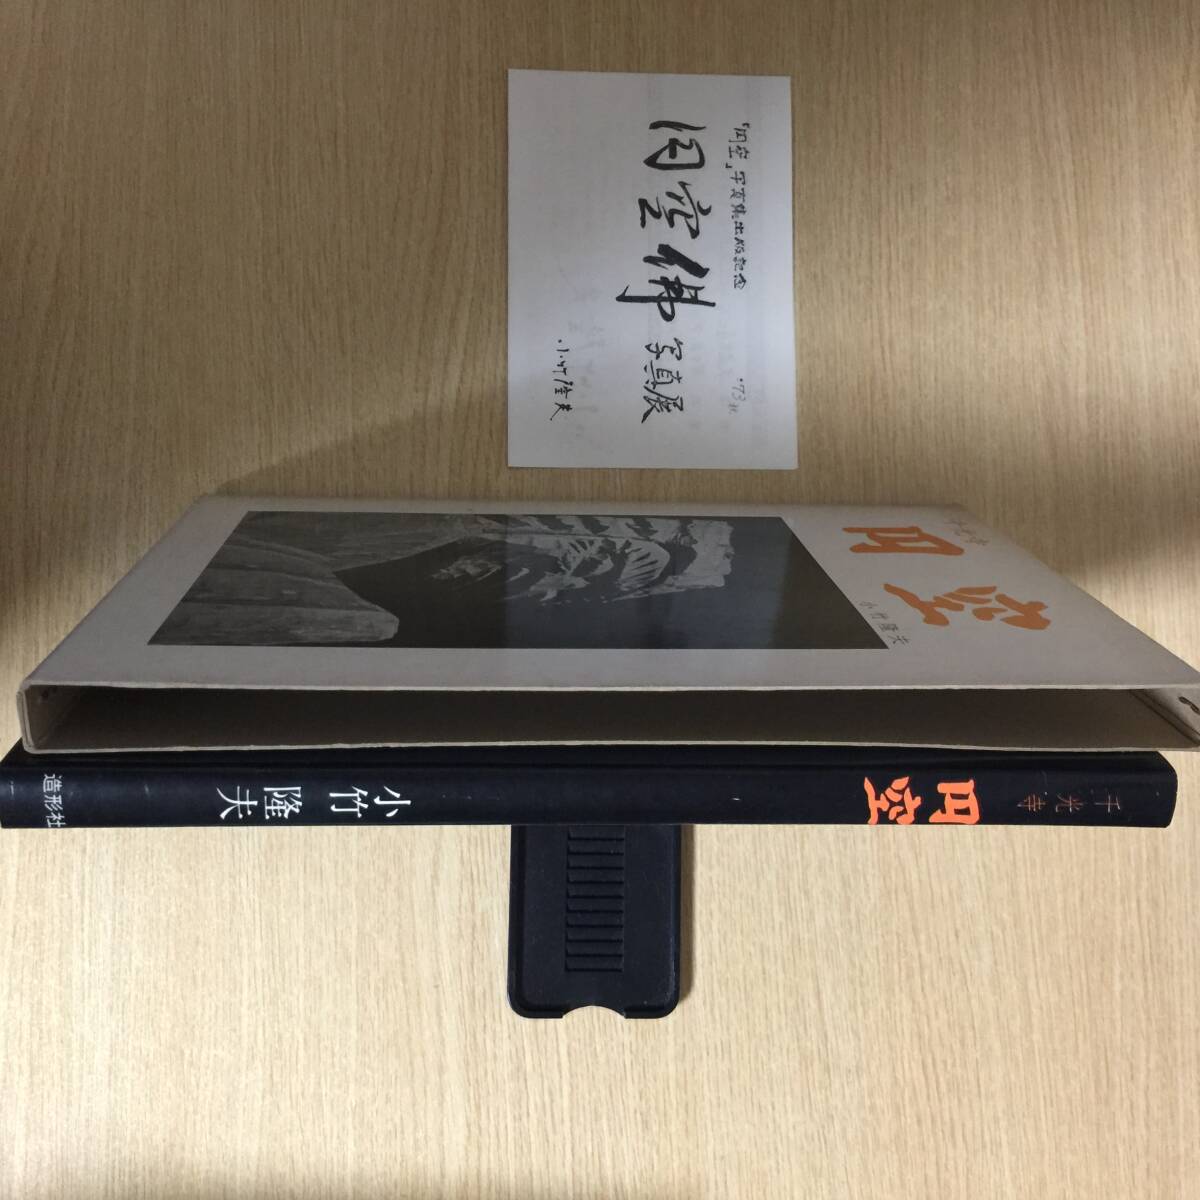 「円空」写真集出版記念
円空佛 写真展
'73 秋
小竹隆夫
千光寺
円空
小竹隆夫
千光寺
円空
小竹隆夫
造形社